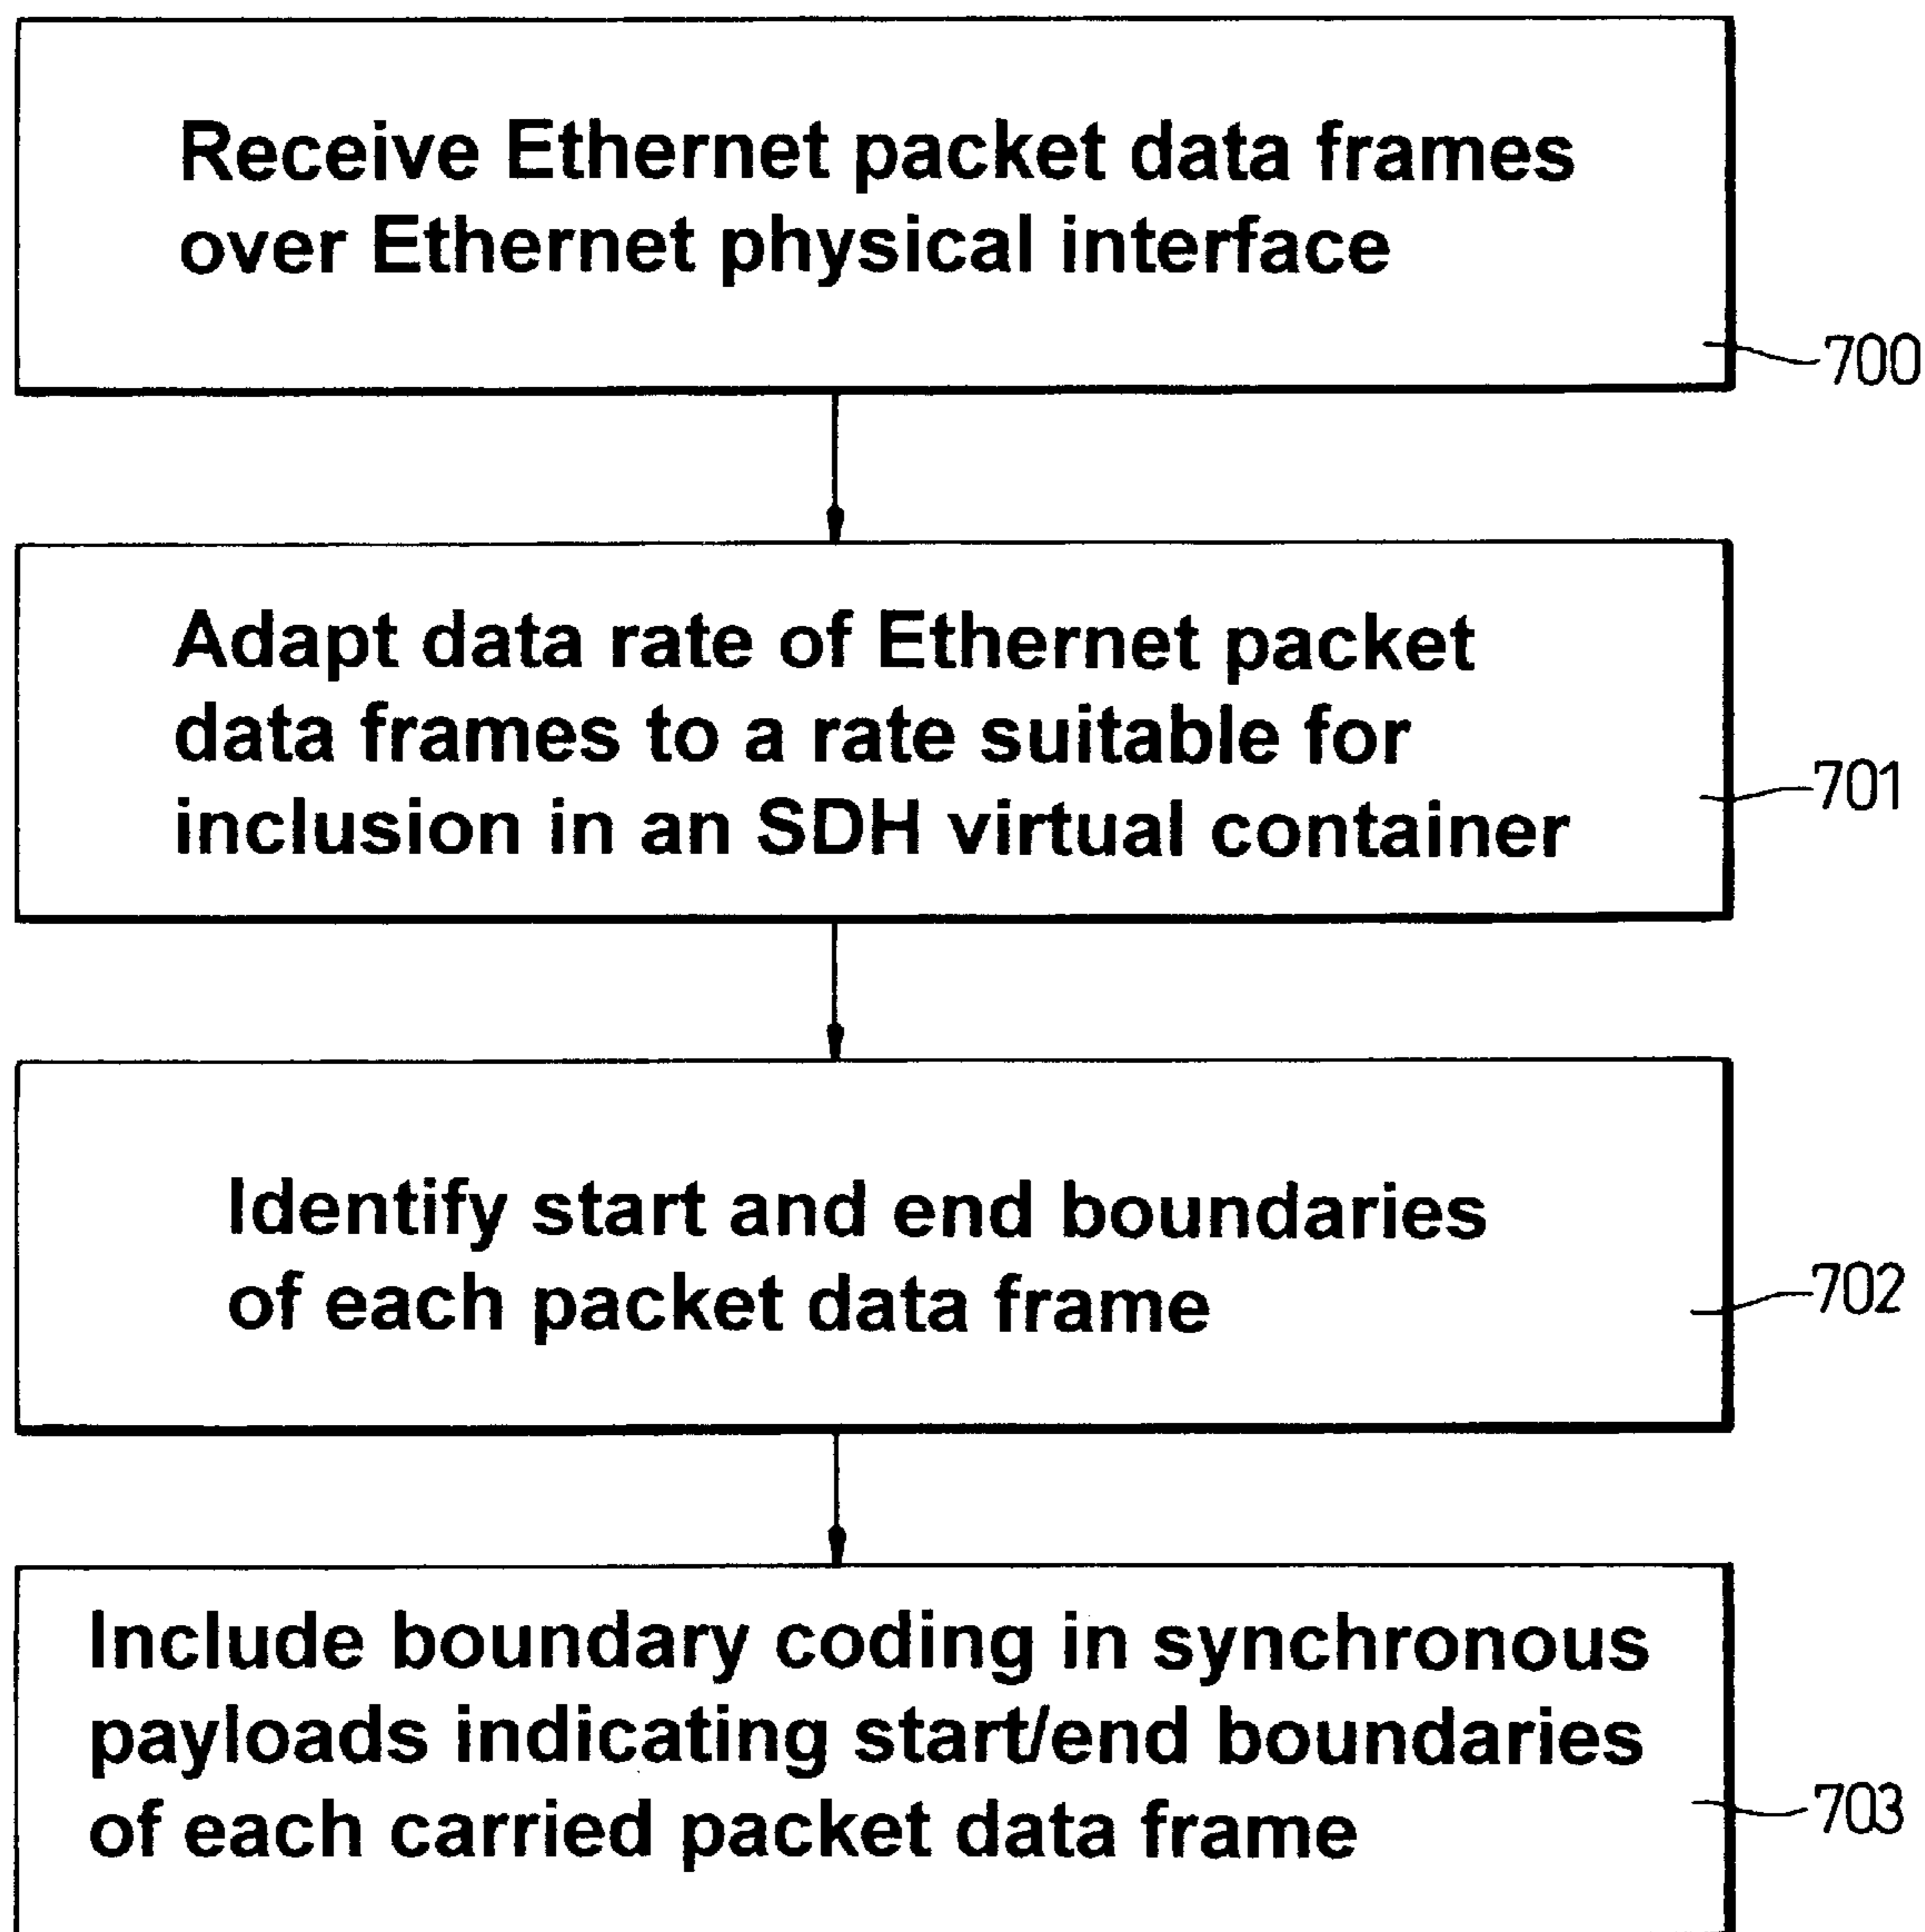 Receive Ethernet packet data frames
over Ethernet physical interface
700
Adapt data rate of Ethernet packet
data frames to a rate suitable for
inclusion in an SDH virtual container
701
Identify start and end boundaries
of each packet data frame
702
Include boundary coding in synchronous
payloads indicating start/end boundaries
of each carried packet data frame
703